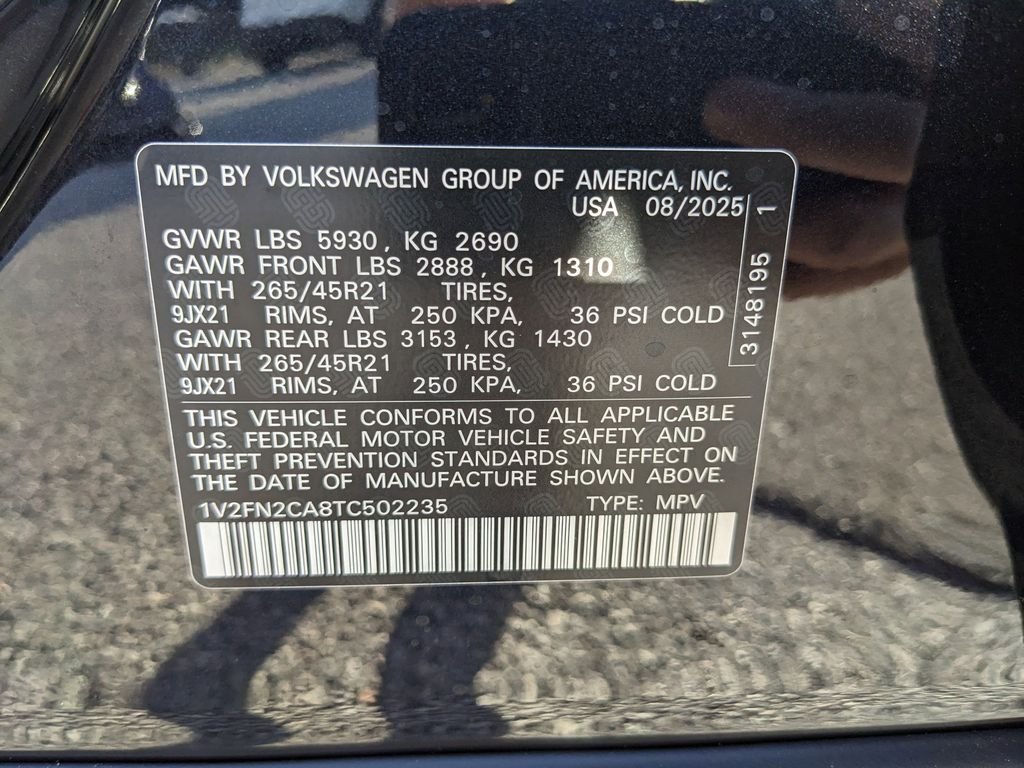 MFD BY VOLKSWAGEN GROUP OF AMERICA, INC.
USA 08/2025
GVWR LBS 5930, KG 2690
GAWR FRONT LBS 2888, KG 1310
WITH 265/45R21 TIRES,
9JX21 RIMS, AT 250 KPA, 36 PSI COLD
GAWR REAR LBS 3153, KG 1430
WITH 265/45R21 TIRES,
9JX21 RIMS, AT 250 KPA, 36 PSI COLD
3148195 1
THIS VEHICLE CONFORMS TO ALL APPLICABLE
U.S. FEDERAL MOTOR VEHICLE SAFETY AND
THEFT PREVENTION STANDARDS IN EFFECT ON
THE DATE OF MANUFACTURE SHOWN ABOVE.
1V2FN2CA8TC502235 TYPE: MPV